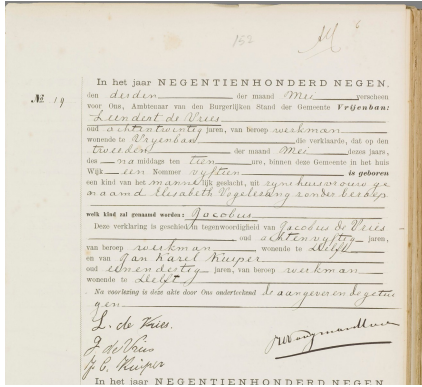 152
In het jaar NEGENTIENHONDERD NEGEN,
№. 19
den derden der maand Mei verscheen
voor Ons, Ambtenaar van den Burgerlijken Stand der Gemeente Vrijenban:
Leendert de Vries
oud achtentwintig jaren, van beroep werkman
wonende te Vrijenban die verklaarde, dat op den
tweeden der maand Mei dezes jaars,
des na middags ten tien ure, binnen deze Gemeente in het huis
Wijk een Nommer vyftien is geboren
een kind van het mannelijk geslacht, uit zyne huisvrouw ge
naamd Elisabeth Vogelesang zonder beroep
welk kind zal genaamd worden: Jacobus
Deze verklaring is geschied in tegenwoordigheid van Jacobus de Vries
oud achtenvyftig jaren,
van beroep werkman wonende te Delft
en van Jan Karel Kuiper
oud eenendertig jaren, van beroep werkman
wonende te Delft
Na voorlezing is deze akte door Ons onderteekend de aangever en de getui
gen
L. de Vries.
J de Vries
J. C. Kuiper
In het jaar NEGENTIENHONDERD NEGEN,